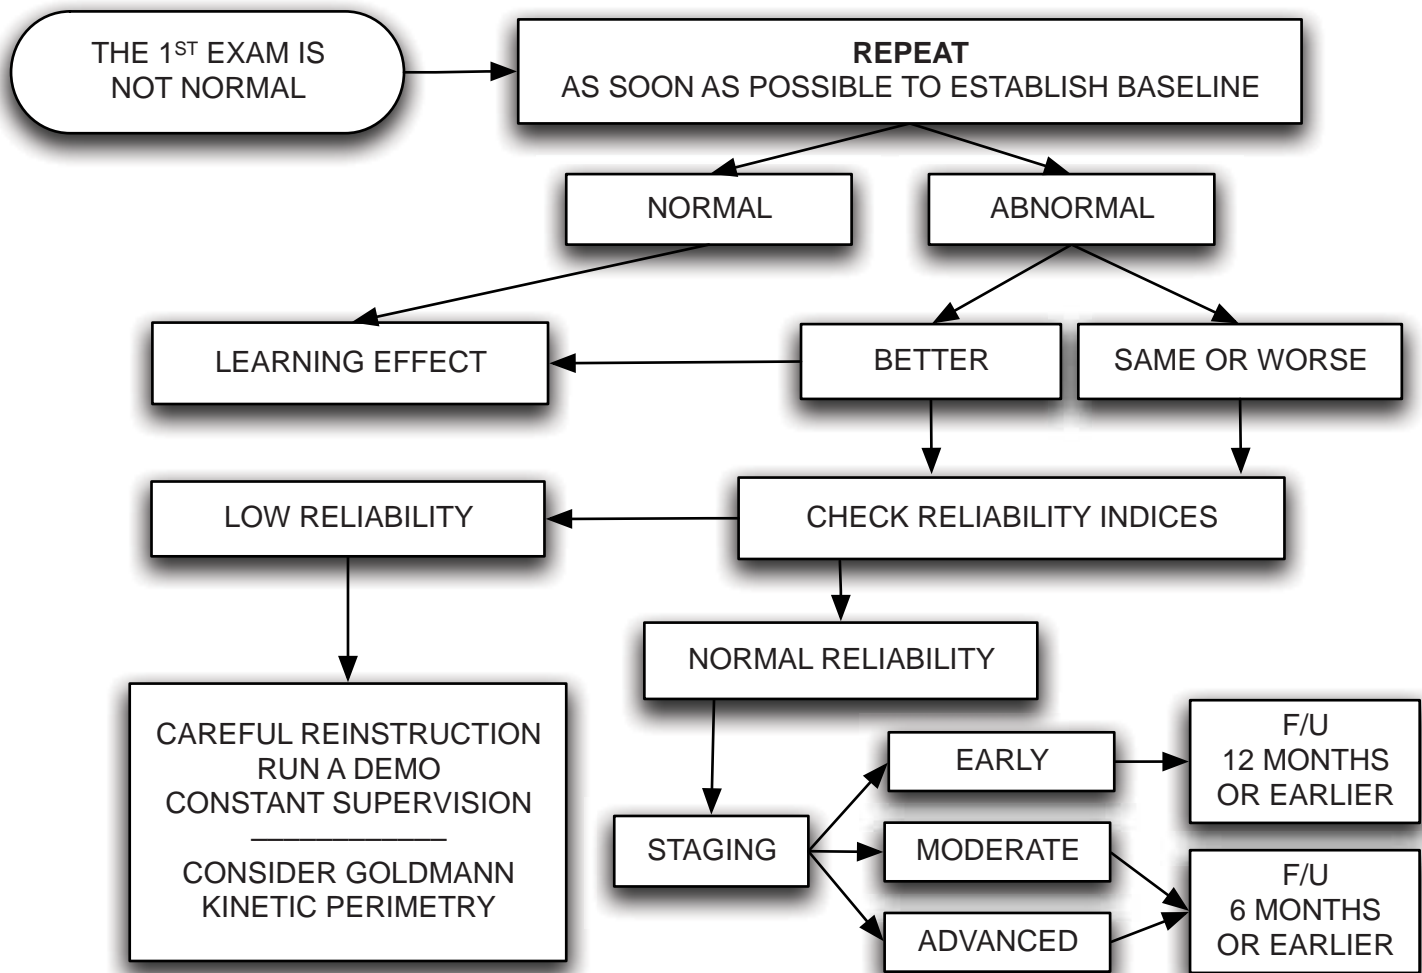 THE 1ST EXAM IS
NOT NORMAL
REPEAT
AS SOON AS POSSIBLE TO ESTABLISH BASELINE
NORMAL
ABNORMAL
LEARNING EFFECT
BETTER
SAME OR WORSE
LOW RELIABILITY
CHECK RELIABILITY INDICES
NORMAL RELIABILITY
CAREFUL REINSTRUCTION
RUN A DEMO
CONSTANT SUPERVISION
CONSIDER GOLDMANN
KINETIC PERIMETRY
STAGING
EARLY
MODERATE
ADVANCED
F/U
12 MONTHS
OR EARLIER
F/U
6 MONTHS
OR EARLIER